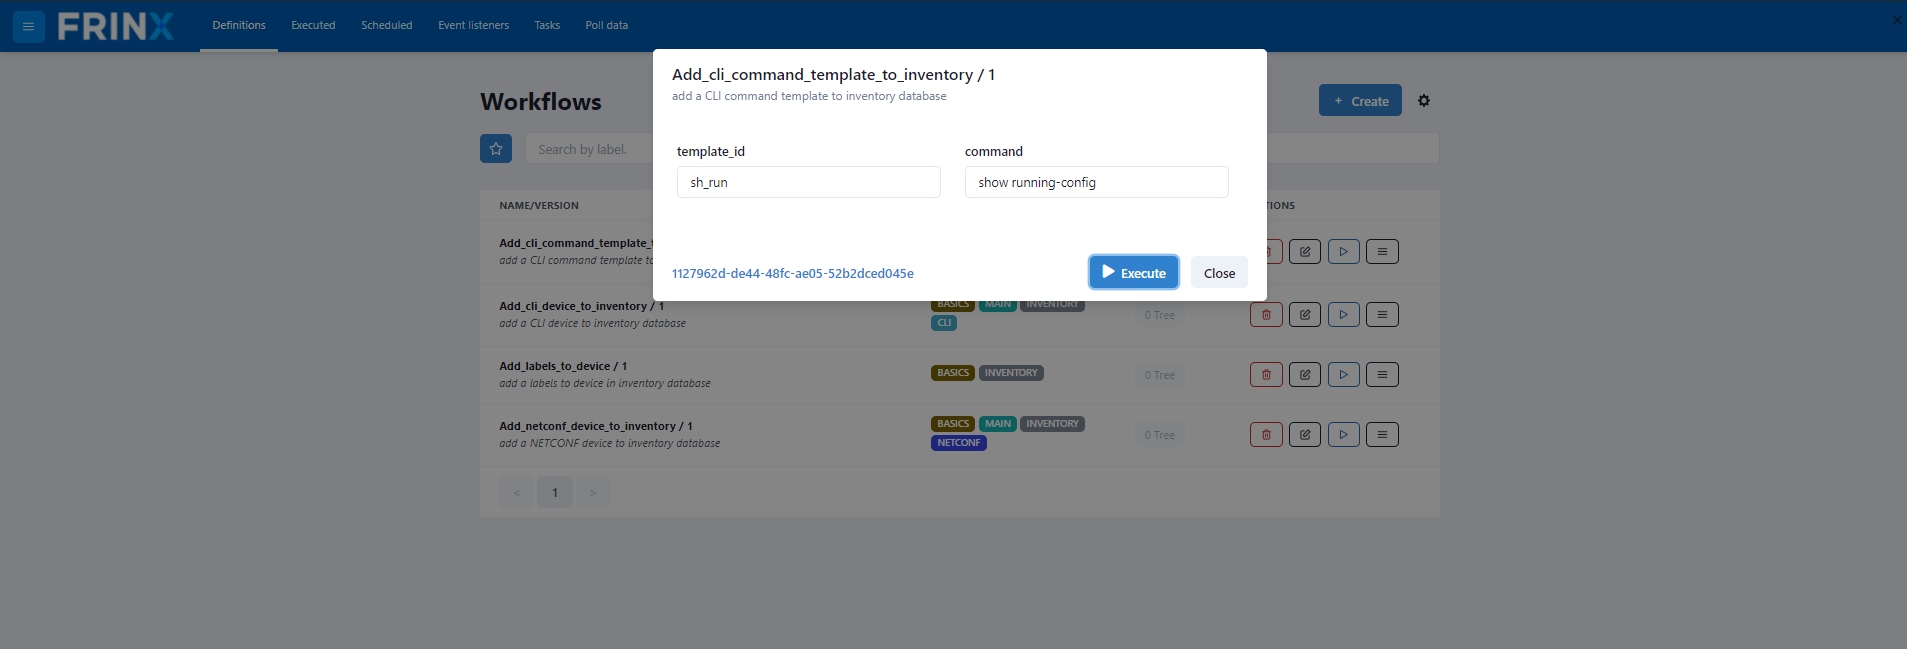 FRINX
Definitions Executed Scheduled Event listeners Tasks Poll data
Add_cli_command_template_to_inventory / 1
add a CLI command template to inventory database
template_id command
sh_run show running-config
1127962d-de44-48fc-ae05-52b2dced045e Execute Close
Workflows
+ Create
Search by label.
NAME/VERSION TIONS
Add_cli_command_template_t
add a CLI command template to
Add_cli_device_to_inventory / 1 BASICS MAIN INVENTORY
add a CLI device to inventory database CLI 0 Tree
Add_labels_to_device / 1
add a labels to device in inventory database BASICS INVENTORY 0 Tree
Add_netconf_device_to_inventory / 1 BASICS MAIN INVENTORY
add a NETCONF device to inventory database NETCONF 0 Tree
< 1 >